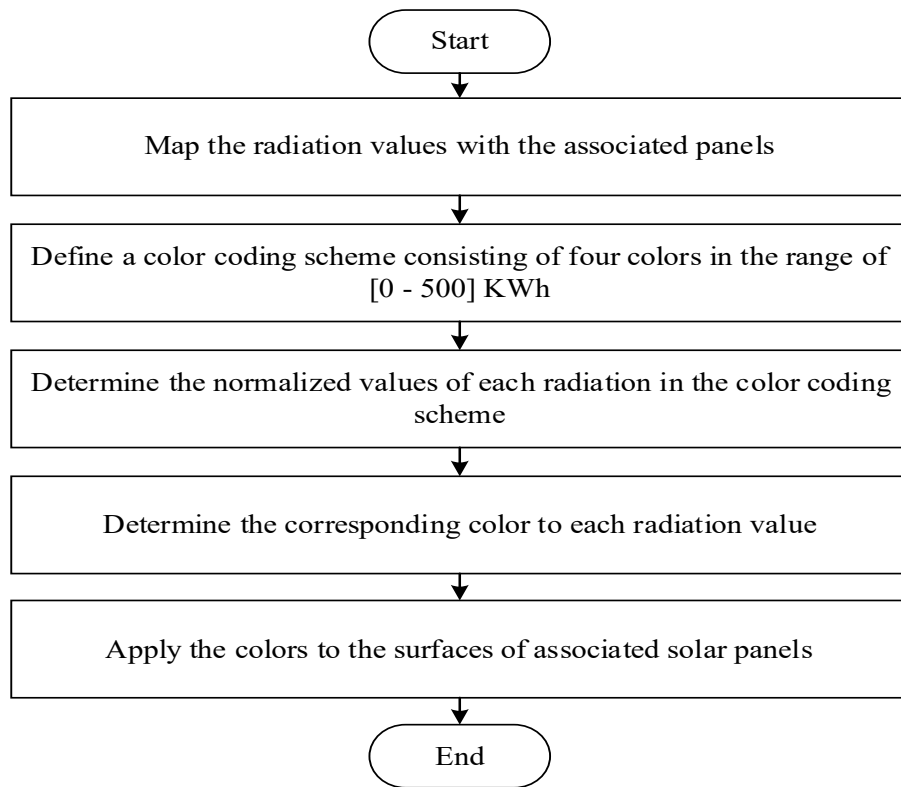 Start
Map the radiation values with the associated panels
Define a color coding scheme consisting of four colors in the range of
[0 - 500] KWh
Determine the normalized values of each radiation in the color coding
scheme
Determine the corresponding color to each radiation value
Apply the colors to the surfaces of associated solar panels
End